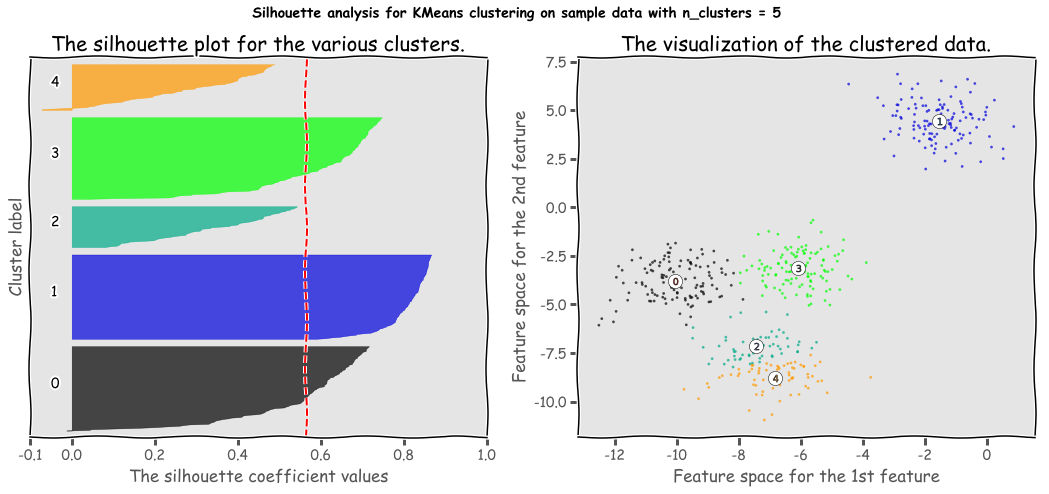 Silhouette analysis for KMeans clustering on sample data with n_clusters = 5
The silhouette plot for the various clusters.
Cluster label
4
3
2
1
0
-0.1 0.0 0.2 0.4 0.6 0.8 1.0
The silhouette coefficient values
The visualization of the clustered data.
Feature space for the 2nd feature
7.5
5.0
2.5
0.0
-2.5
-5.0
-7.5
-10.0
1
3
0
2
4
-12 -10 -8 -6 -4 -2 0
Feature space for the 1st feature